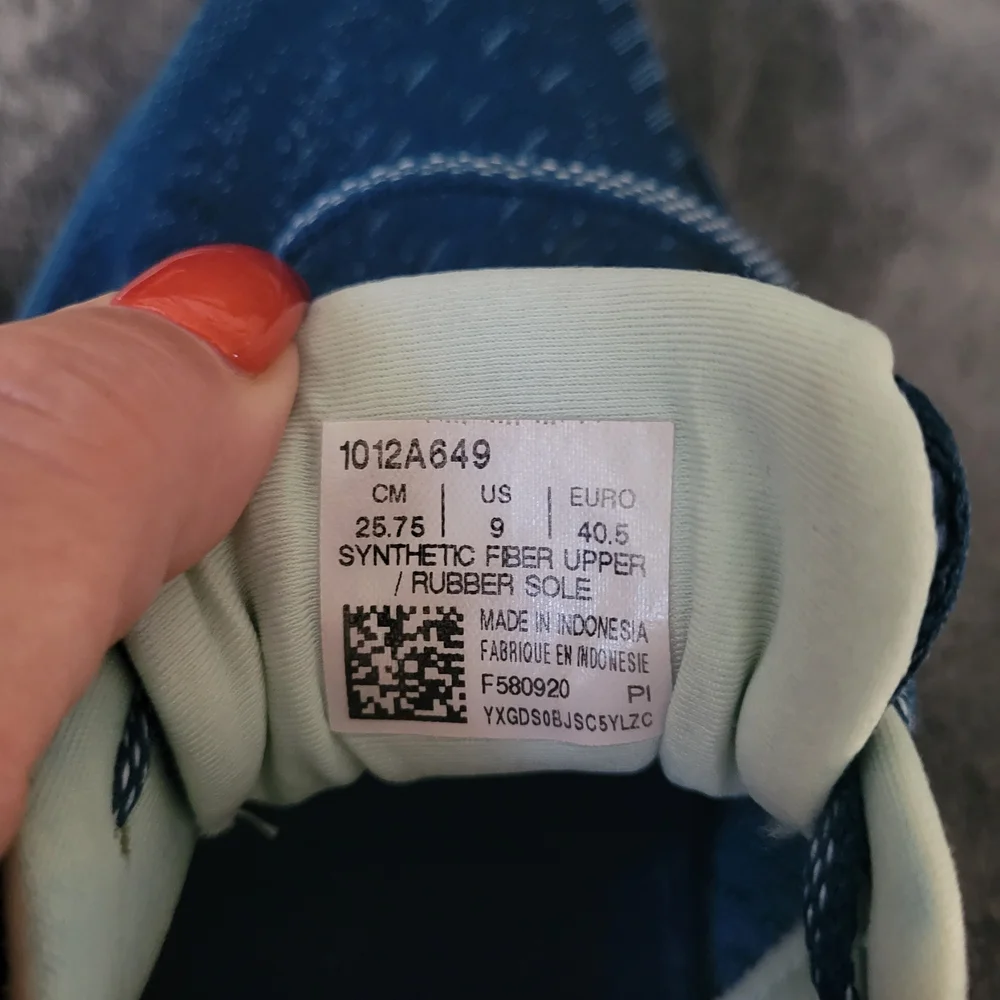 1012A649
CM | US | EURO
25.75 | 9 | 40.5
SYNTHETIC FIBER UPPER
/ RUBBER SOLE
MADE IN INDONESIA
FABRIQUE EN INDONESIE
F580920 PI
YXGDS0BJSC5YLZC